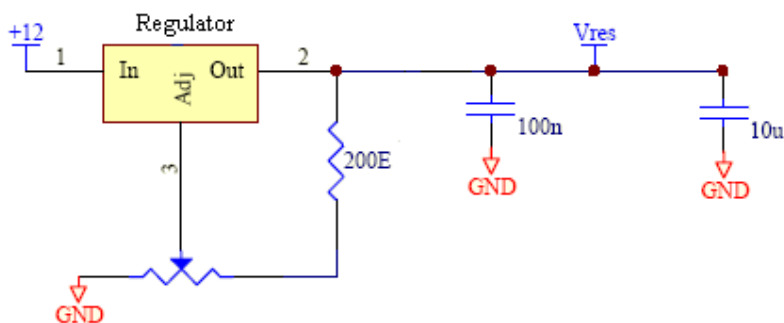 Regulator
+12
1
In
Adj
Out
2
3
200E
Vres
100n
GND
10u
GND
GND